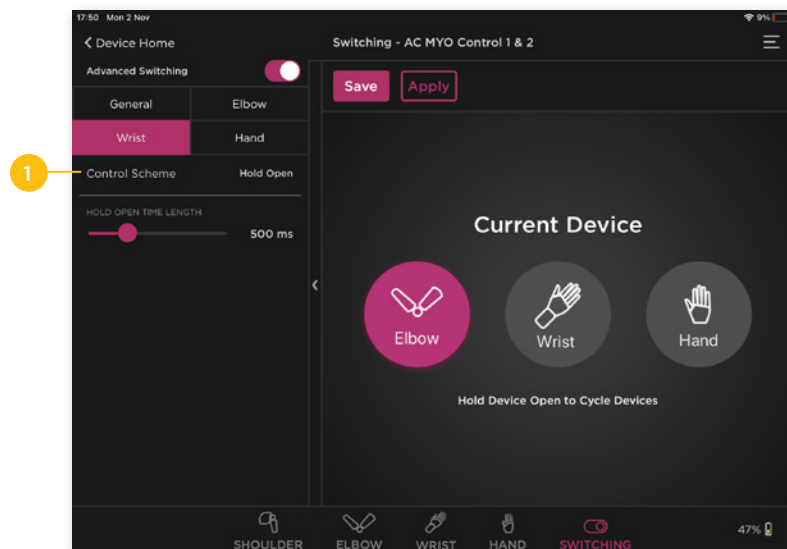 17:50 Mon 2 Nov
9%
Device Home
Switching - AC MYO Control 1 & 2
Advanced Switching
Save
Apply
General
Elbow
Wrist
Hand
1
Control Scheme
Hold Open
HOLD OPEN TIME LENGTH
500 ms
Current Device
Elbow
Wrist
Hand
Hold Device Open to Cycle Devices
SHOULDER
ELBOW
WRIST
HAND
SWITCHING
47%